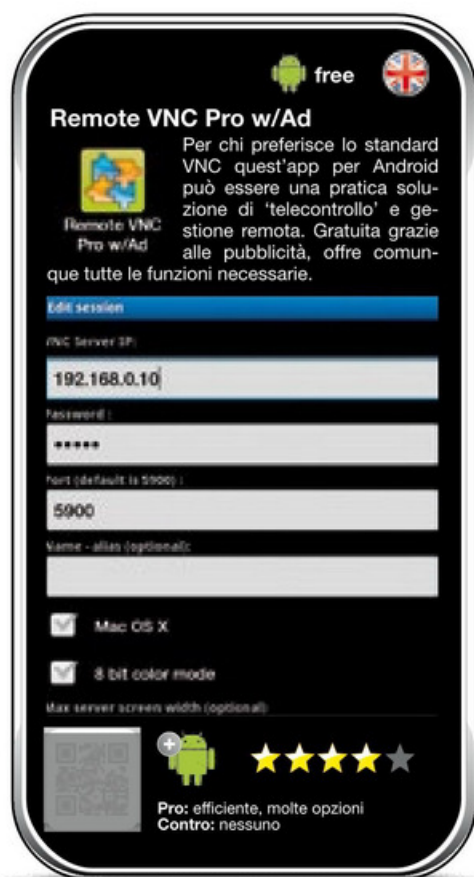 free
Remote VNC Pro w/Ad
Per chi preferisce lo standard
VNC quest'app per Android
può essere una pratica solu-
zione di 'telecontrollo' e ge-
stione remota. Gratuita grazie
alle pubblicità, offre comun-
que tutte le funzioni necessarie.
Remote VNC
Pro w/Ad
Edit session
VNC Server IP:
192.168.0.10
Password :
•••••
Port (default is 5900) :
5900
Name - alias (optional):
Mac OS X
8 bit color mode
Max server screen width (optional)
Pro: efficiente, molte opzioni
Contro: nessuno